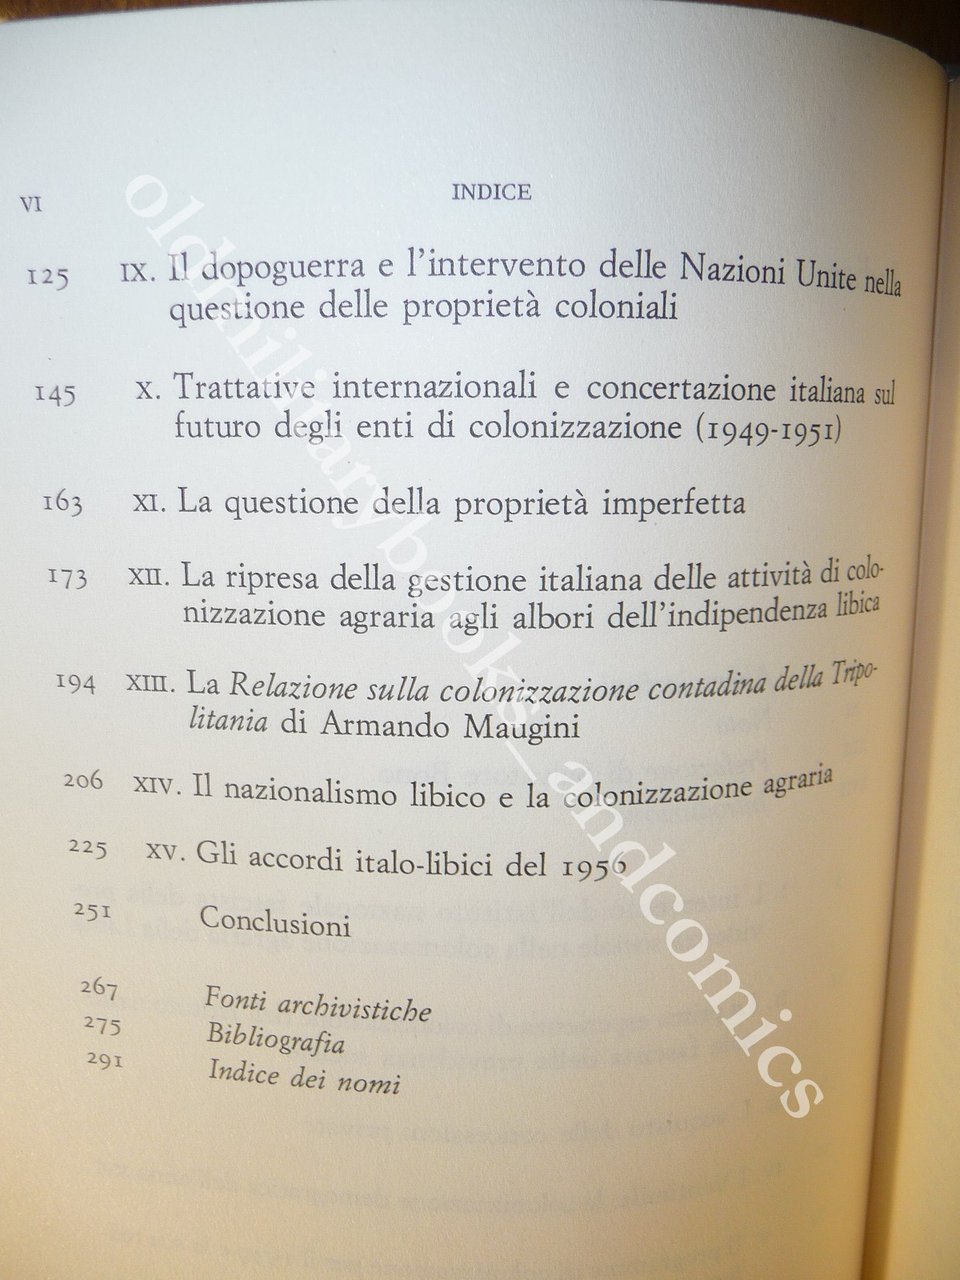 VI
INDICE
125 IX. Il dopoguerra e l'intervento delle Nazioni Unite nella
questione delle proprietà coloniali
145 X. Trattative internazionali e concertazione italiana sul
futuro degli enti di colonizzazione (1949-1951)
163 XI. La questione della proprietà imperfetta
173 XII. La ripresa della gestione italiana delle attività di colo-
nizzazione agraria agli albori dell'indipendenza libica
194 XIII. La Relazione sulla colonizzazione contadina della Tripo-
litania di Armando Maugini
206 XIV. Il nazionalismo libico e la colonizzazione agraria
225 XV. Gli accordi italo-libici del 1956
251 Conclusioni
267 Fonti archivistiche
275 Bibliografia
291 Indice dei nomi
oldmilitarybooks_andcomics